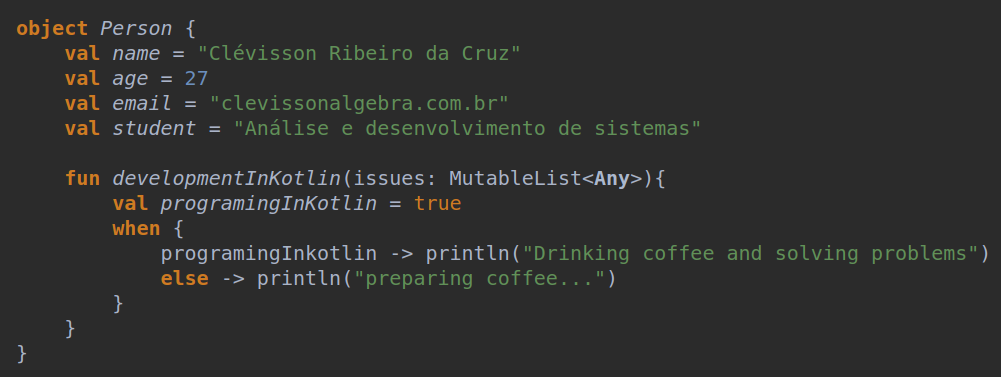 object Person {
    val name = "Clévisson Ribeiro da Cruz"
    val age = 27
    val email = "clevissonalgebra.com.br"
    val student = "Análise e desenvolvimento de sistemas"

    fun developmentInKotlin(issues: MutableList<Any>){
        val programingInKotlin = true
        when {
            programingInkotlin -> println("Drinking coffee and solving problems")
            else -> println("preparing coffee...")
        }
    }
}